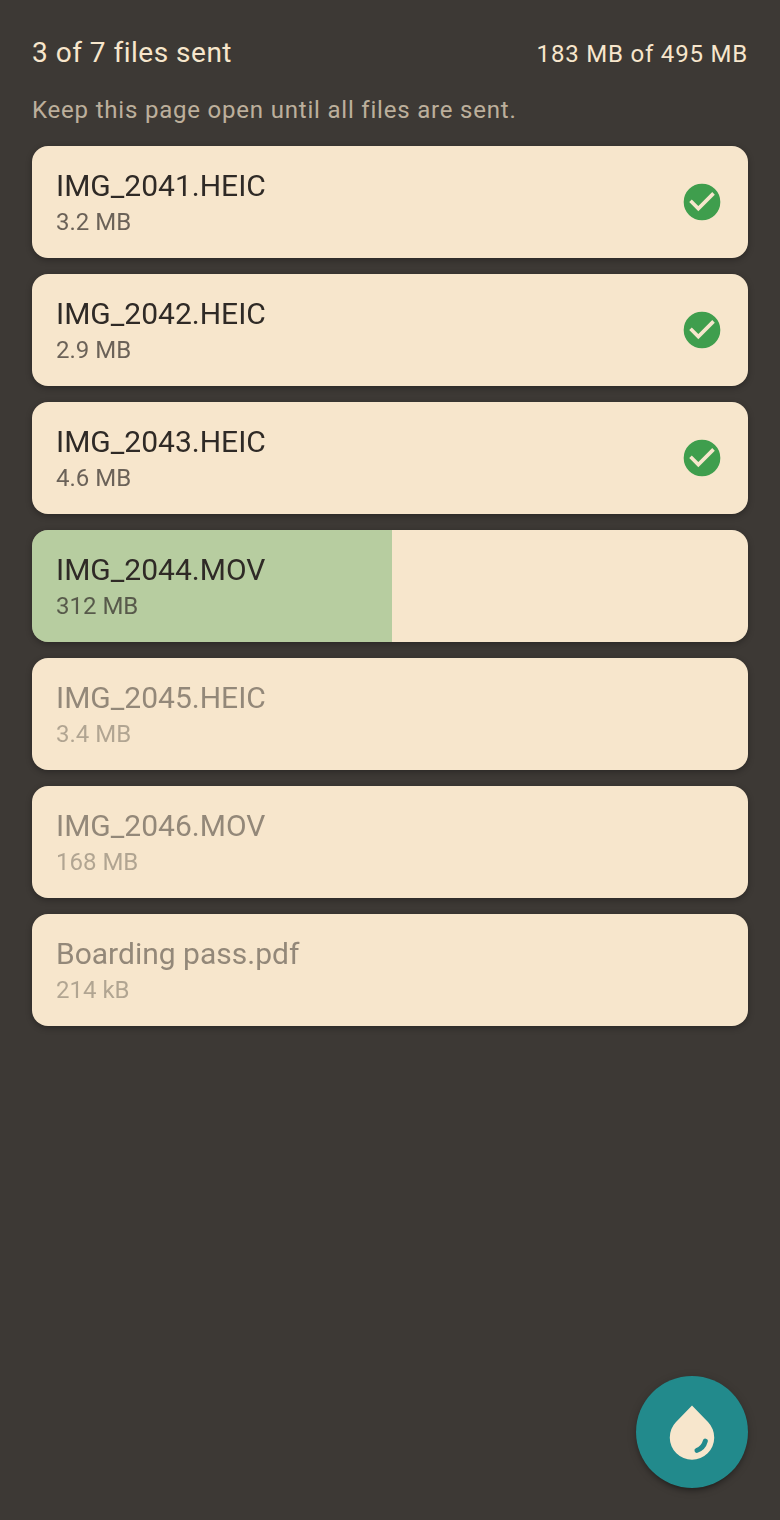 3 of 7 files sent
183 MB of 495 MB
Keep this page open until all files are sent.
IMG_2041.HEIC
3.2 MB
IMG_2042.HEIC
2.9 MB
IMG_2043.HEIC
4.6 MB
IMG_2044.MOV
312 MB
IMG_2045.HEIC
3.4 MB
IMG_2046.MOV
168 MB
Boarding pass.pdf
214 kB